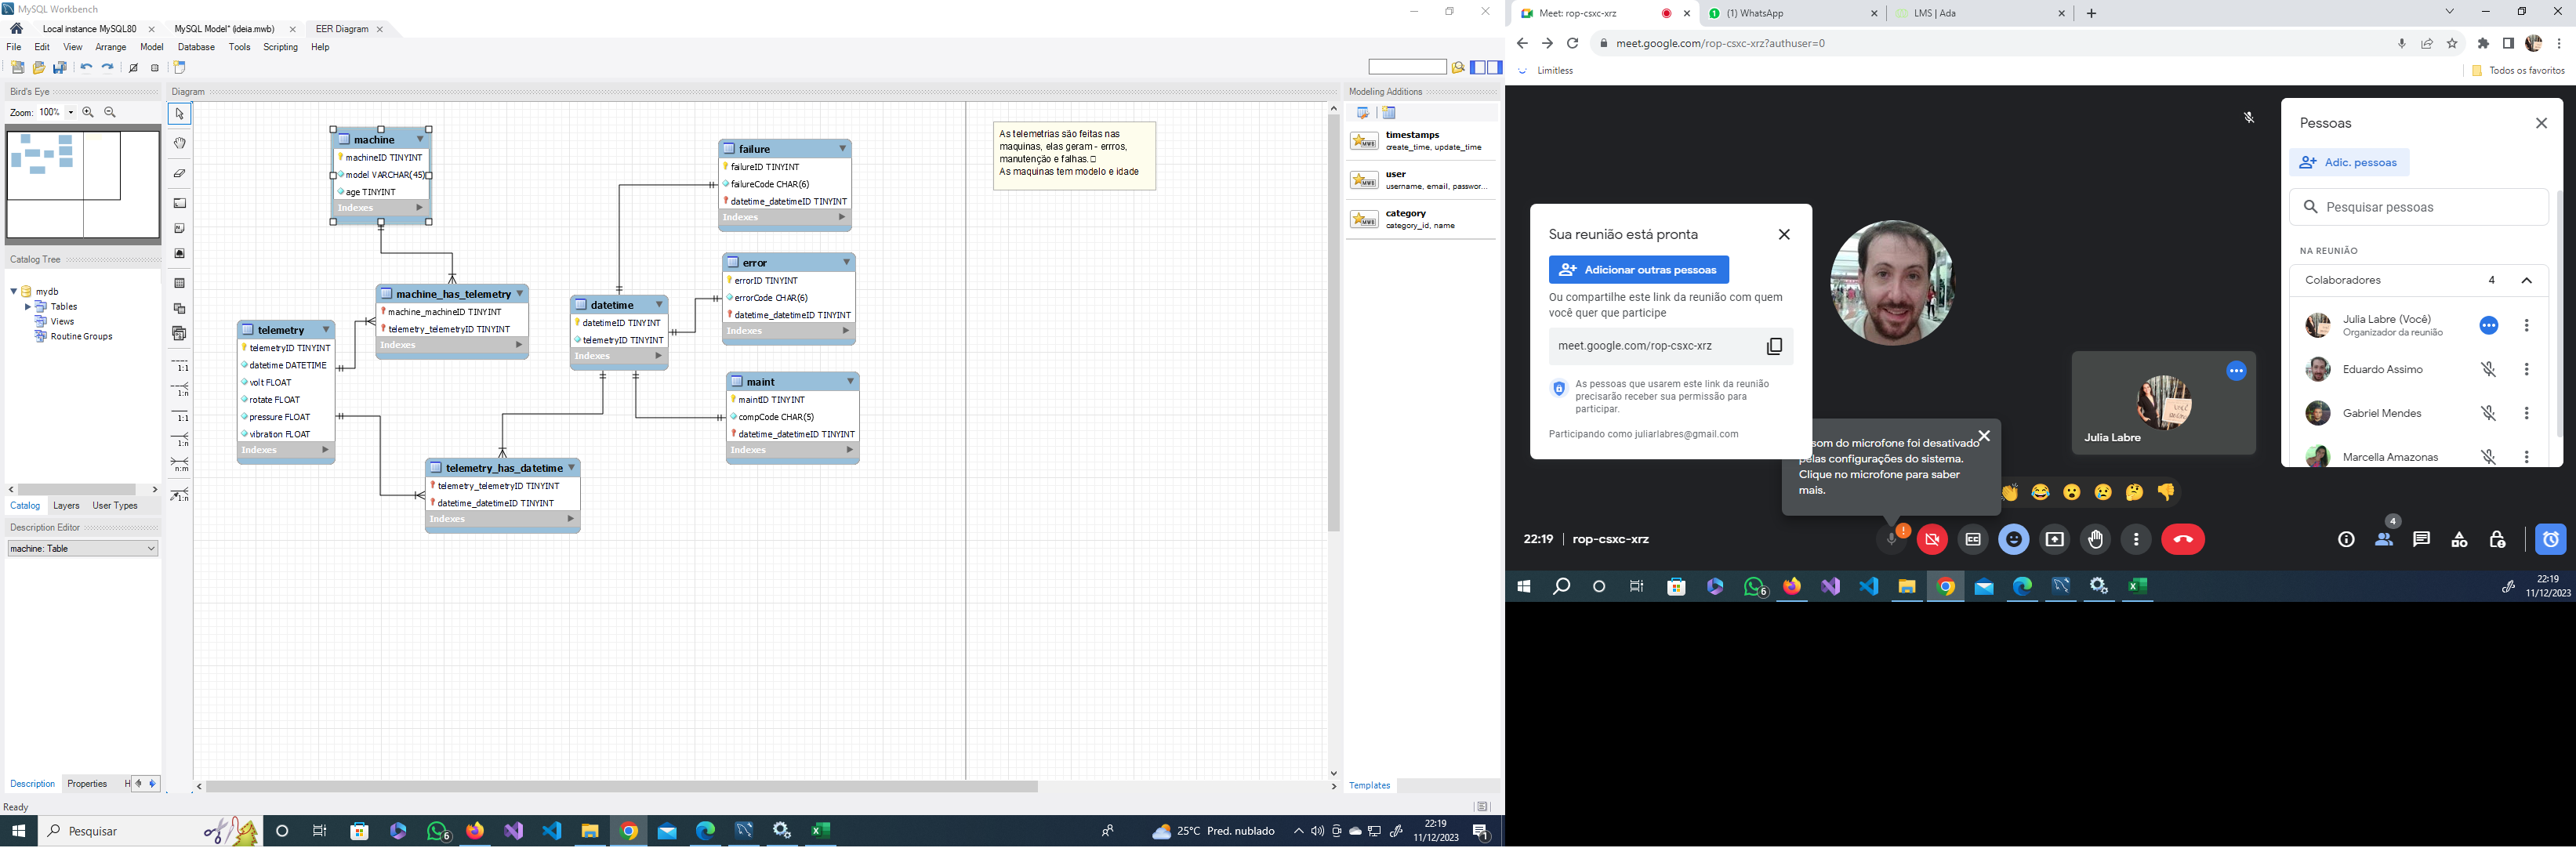 MySQL Workbench
Local instance MySQL80
MySQL Model* (ideia.mwb)
EER Diagram
File Edit View Arrange Model Database Tools Scripting Help
Bird's Eye
Zoom: 100%
Catalog Tree
mydb
Tables
Views
Routine Groups
Catalog Layers User Types
Description Editor
machine: Table
Description Properties H
Ready
Diagram
1:1
1:n
1:1
1:n
n:m
1:n
machine
machineID TINYINT
model VARCHAR(45)
age TINYINT
Indexes
machine_has_telemetry
machine_machineID TINYINT
telemetry_telemetryID TINYINT
Indexes
telemetry
telemetryID TINYINT
datetime DATETIME
volt FLOAT
rotate FLOAT
pressure FLOAT
vibration FLOAT
Indexes
telemetry_has_datetime
telemetry_telemetryID TINYINT
datetime_datetimeID TINYINT
Indexes
datetime
datetimeID TINYINT
telemetryID TINYINT
Indexes
failure
failureID TINYINT
failureCode CHAR(6)
datetime_datetimeID TINYINT
Indexes
error
errorID TINYINT
errorCode CHAR(6)
datetime_datetimeID TINYINT
Indexes
maint
maintID TINYINT
compCode CHAR(5)
datetime_datetimeID TINYINT
Indexes
As telemetrias são feitas nas
maquinas, elas geram - errros,
manutenção e falhas.
As maquinas tem modelo e idade
Modeling Additions
timestamps
create_time, update_time
user
username, email, passwor...
category
category_id, name
Templates
Pesquisar
6
25°C Pred. nublado
22:19
11/12/2023
1
Meet: rop-csxc-xrz
(1) WhatsApp
LMS | Ada
meet.google.com/rop-csxc-xrz?authuser=0
Limitless
Todos os favoritos
Sua reunião está pronta
Adicionar outras pessoas
Ou compartilhe este link da reunião com quem
você quer que participe
meet.google.com/rop-csxc-xrz
As pessoas que usarem este link da reunião
precisarão receber sua permissão para
participar.
Participando como juliarlabres@gmail.com
som do microfone foi desativado
pelas configurações do sistema.
Clique no microfone para saber
mais.
Julia Labre
Pessoas
Adic. pessoas
Pesquisar pessoas
NA REUNIÃO
Colaboradores 4
Julia Labre (Você)
Organizador da reunião
Eduardo Assimo
Gabriel Mendes
Marcella Amazonas
22:19 | rop-csxc-xrz
4
6
22:19
11/12/2023